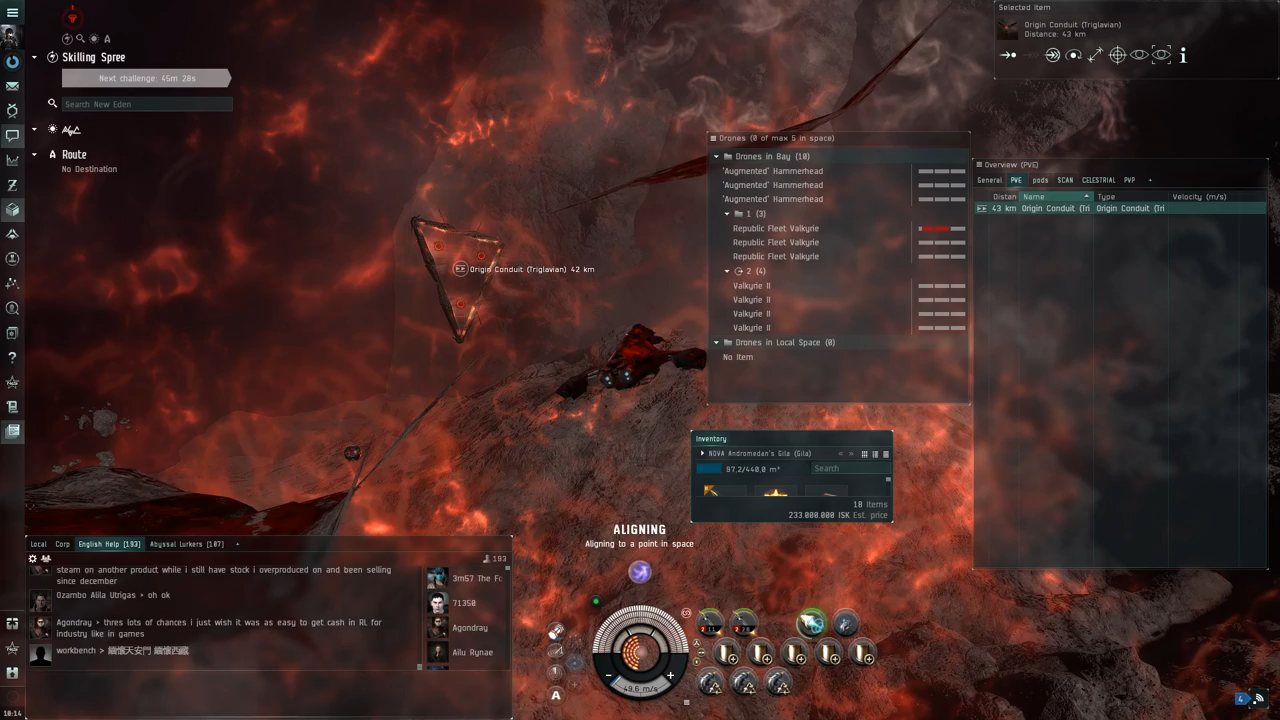 Skilling Spree
Next challenge: 45m 28s
Search New Eden
Route
No Destination
Selected Item
Origin Conduit (Triglavian)
Distance: 43 km
Drones (0 of max 5 in space)
Drones in Bay (10)
'Augmented' Hammerhead
'Augmented' Hammerhead
'Augmented' Hammerhead
1 (3)
Republic Fleet Valkyrie
Republic Fleet Valkyrie
Republic Fleet Valkyrie
2 (4)
Valkyrie II
Valkyrie II
Valkyrie II
Valkyrie II
Drones in Local Space (0)
No Item
Overview (PVE)
General PVE pods SCAN CELESTRIAL PVP +
Distan Name Type Velocity (m/s)
43 km Origin Conduit (Tri Origin Conduit (Tri
Origin Conduit (Triglavian) 42 km
Inventory
NOVA Andromedan's Gila (Gila)
97,2/440,0 m³ Search
18 Items
233.000.000 ISK Est. price
ALIGNING
Aligning to a point in space
49,6 m/s
Local Corp English Help [193] Abyssal Lurkers [107] +
193
steam on another product while i still have stock i overproduced on and been selling
since december
Ozambo Alila Utrigas > oh ok
Agondray > thres lots of chances i just wish it was as easy to get cash in RL for
industry like in games
workbench > 緬懷天安門 緬懷西藏
3m57 The Fo
71350
Agondray
Ailu Rynae
10:14
4